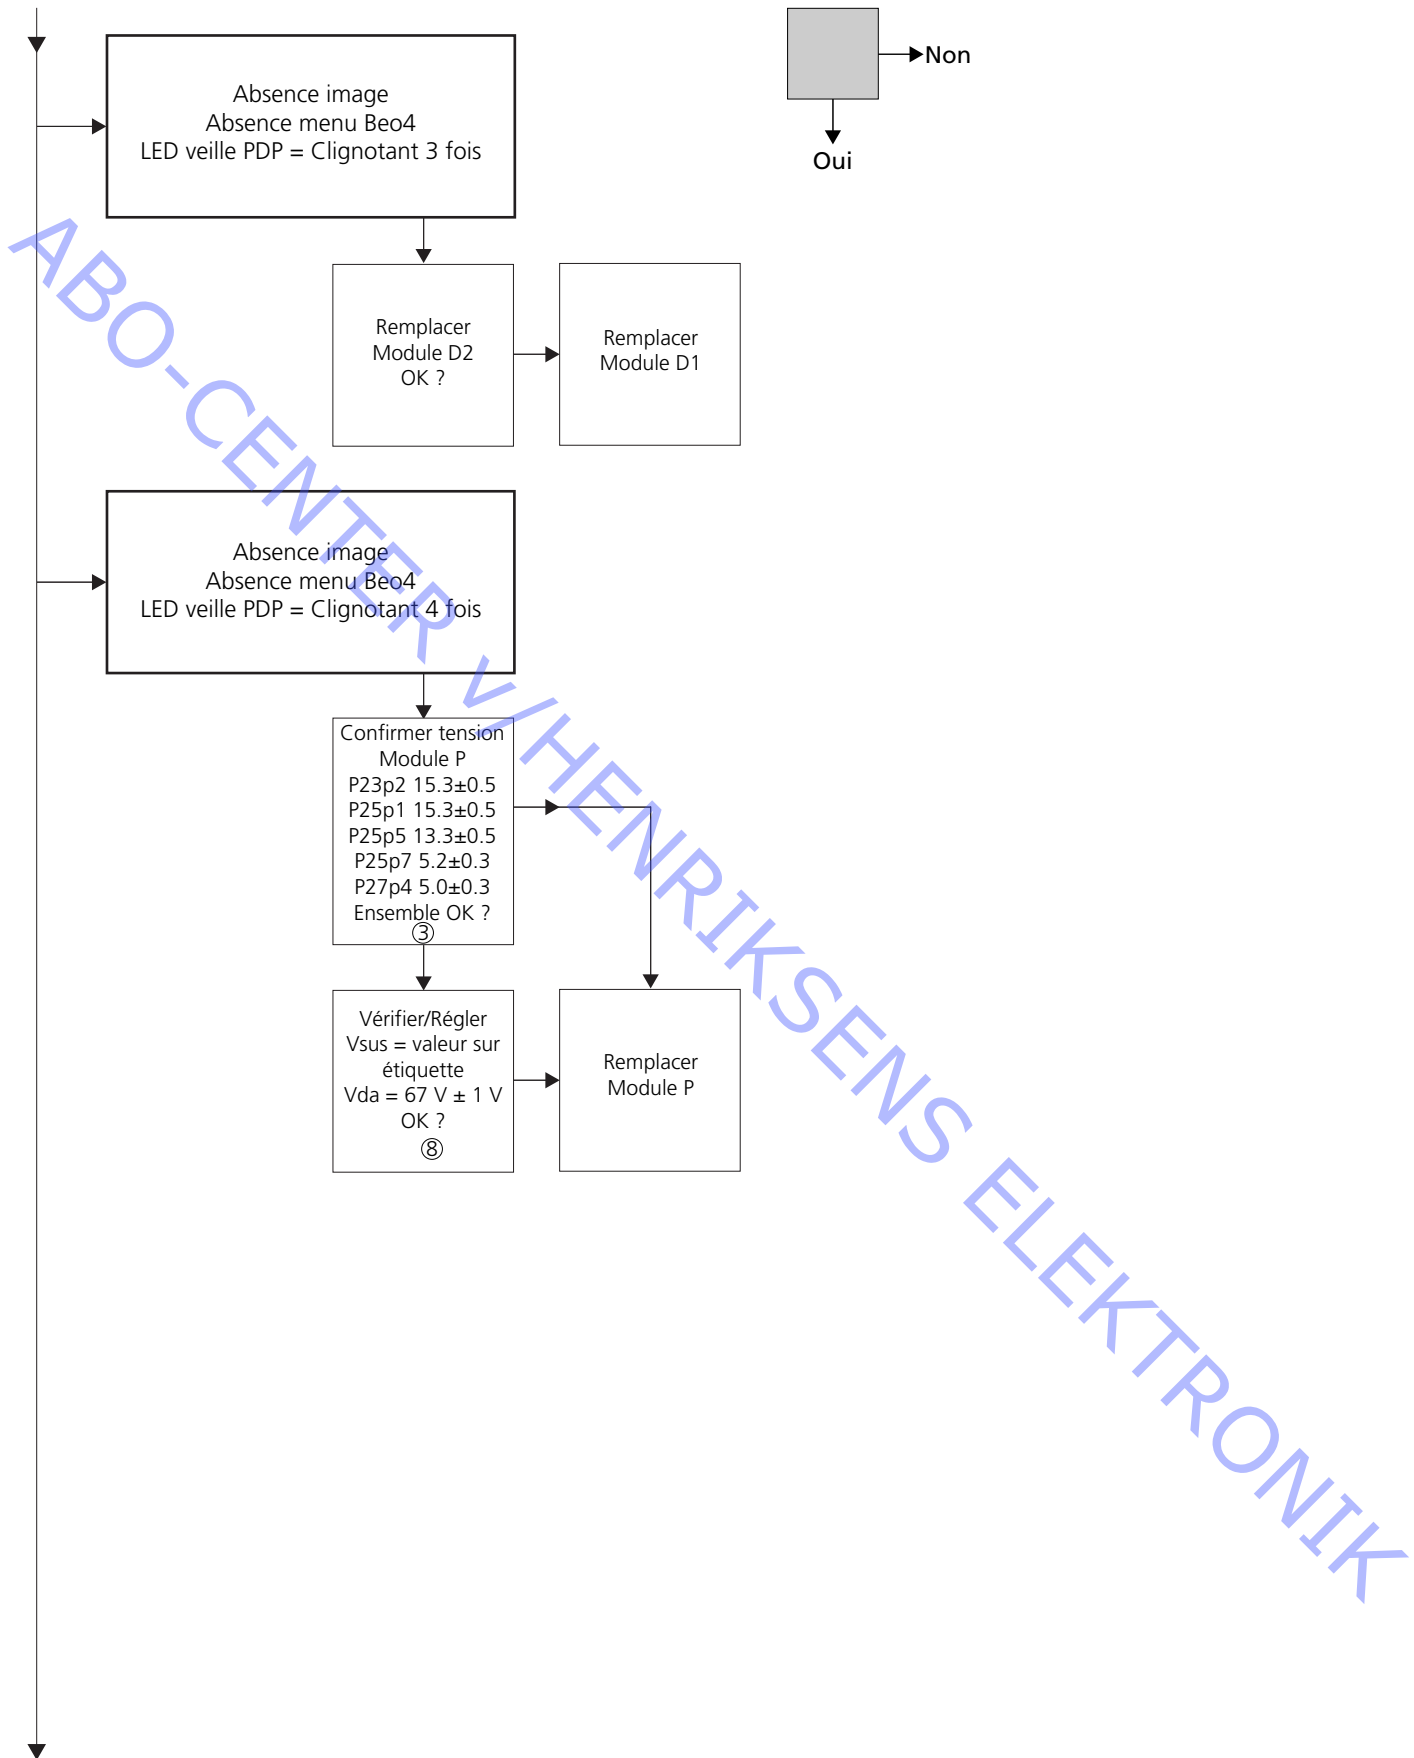 Non
Oui
Absence image
Absence menu Beo4
LED veille PDP = Clignotant 3 fois
Remplacer
Module D2
OK ?
Remplacer
Module D1
Absence image
Absence menu Beo4
LED veille PDP = Clignotant 4 fois
Confirmer tension
Module P
P23p2 15.3±0.5
P25p1 15.3±0.5
P25p5 13.3±0.5
P25p7 5.2±0.3
P27p4 5.0±0.3
Ensemble OK ?
③
Vérifier/Régler
Vsus = valeur sur
étiquette
Vda = 67 V ± 1 V
OK ?
⑧
Remplacer
Module P
ABO-CENTER v/HENRIKSENS ELEKTRONIK